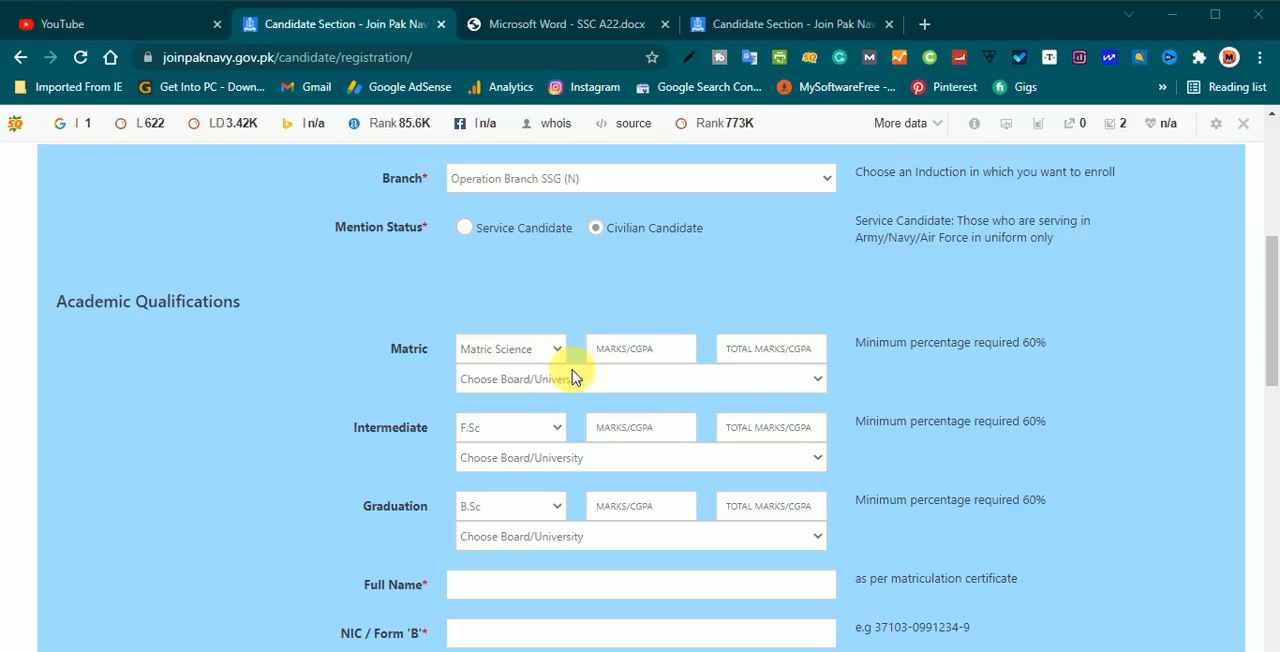 YouTube
Candidate Section - Join Pak Nav
Microsoft Word - SSC A22.docx
Candidate Section - Join Pak Nav
joinpaknavy.gov.pk/candidate/registration/
Imported From IE
Get Into PC - Down...
Gmail
Google AdSense
Analytics
Instagram
Google Search Con...
MySoftwareFree -...
Pinterest
Gigs
»
Reading list
I 1
L 622
LD 3.42K
I n/a
Rank 85.6K
I n/a
whois
source
Rank 773K
More data
0
2
n/a
Branch*
Operation Branch SSG (N)
Choose an Induction in which you want to enroll
Mention Status*
Service Candidate
Civilian Candidate
Service Candidate: Those who are serving in
Army/Navy/Air Force in uniform only
Academic Qualifications
Matric
Matric Science
MARKS/CGPA
TOTAL MARKS/CGPA
Minimum percentage required 60%
Choose Board/University
Intermediate
F.Sc
MARKS/CGPA
TOTAL MARKS/CGPA
Minimum percentage required 60%
Choose Board/University
Graduation
B.Sc
MARKS/CGPA
TOTAL MARKS/CGPA
Minimum percentage required 60%
Choose Board/University
Full Name*
as per matriculation certificate
NIC / Form 'B'*
e.g 37103-0991234-9